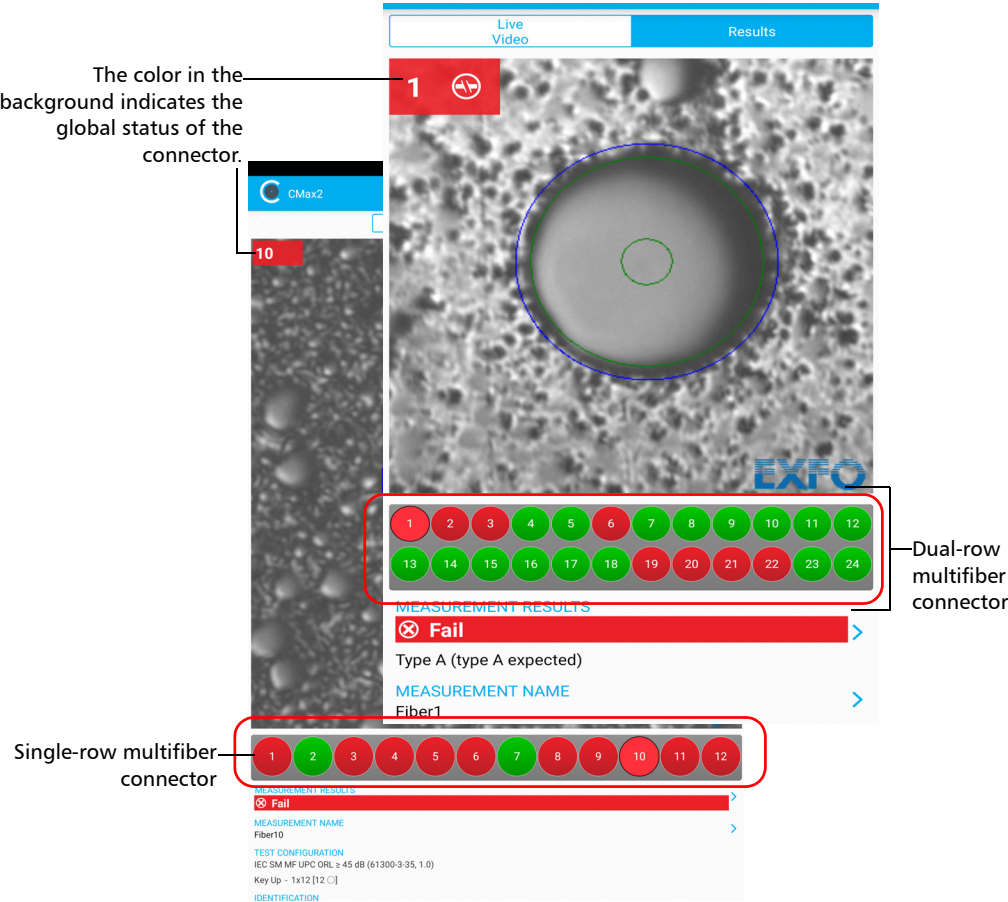 The color in the
background indicates the
global status of the
connector.
Live
Video
Results
1
CMax2
10
EXFO
1 2 3 4 5 6 7 8 9 10 11 12
13 14 15 16 17 18 19 20 21 22 23 24
Dual-row
multifiber
connector
MEASUREMENT RESULTS
Fail
Type A (type A expected)
MEASUREMENT NAME
Fiber1
Single-row multifiber
connector
1 2 3 4 5 6 7 8 9 10 11 12
MEASUREMENT RESULTS
Fail
MEASUREMENT NAME
Fiber10
TEST CONFIGURATION
IEC SM MF UPC ORL ≥ 45 dB (61300-3-35, 1.0)
Key Up - 1x12 [12 ○]
IDENTIFICATION